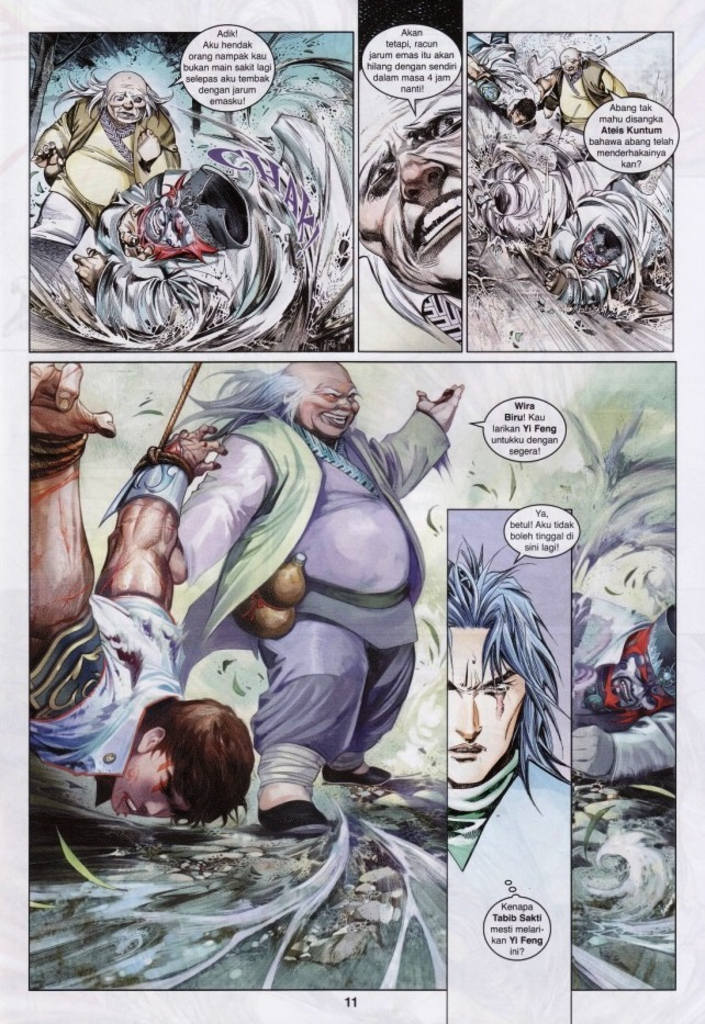 Adik!
Aku hendak
orang nampak kau
bukan main sakit lagi
selepas aku tembak
dengan jarum
emasku!
CHAK!
Akan
tetapi, racun
jarum emas itu akan
hilang dengan sendiri
dalam masa 4 jam
nanti!
Abang tak
mahu disangka
Ateis Kuntum
bahawa abang telah
menderhakainya
kan?
Wira
Biru! Kau
larikan Yi Feng
untukku dengan
segera!
Ya,
betul! Aku tidak
boleh tinggal di
sini lagi!
Kenapa
Tabib Sakti
mesti melari-
kan Yi Feng
ini?
11